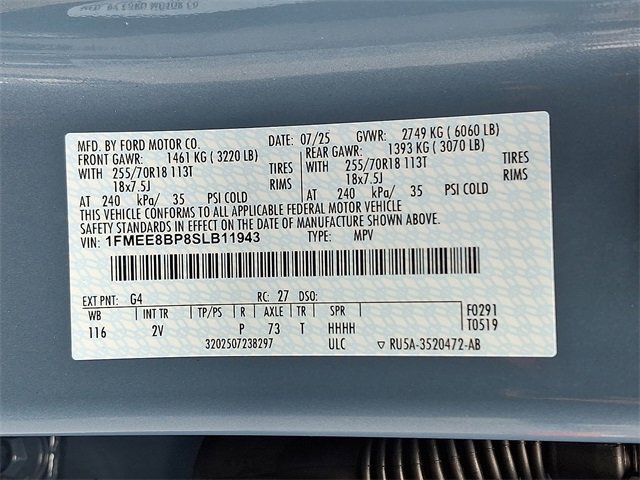 MFD. BY FORD MOTOR CO.
MFD. BY FORD MOTOR CO. DATE: 07/25 GVWR: 2749 KG ( 6060 LB)
FRONT GAWR: 1461 KG ( 3220 LB) REAR GAWR: 1393 KG ( 3070 LB)
WITH 255/70R18 113T TIRES WITH 255/70R18 113T TIRES
18x7.5J RIMS 18x7.5J RIMS
AT 240 kPa/ 35 PSI COLD AT 240 kPa/ 35 PSI COLD
THIS VEHICLE CONFORMS TO ALL APPLICABLE FEDERAL MOTOR VEHICLE
SAFETY STANDARDS IN EFFECT ON THE DATE OF MANUFACTURE SHOWN ABOVE.
VIN: 1FMEE8BP8SLB11943 TYPE: MPV
EXT PNT: G4 RC: 27 DSO:
WB INT TR TP/PS R AXLE TR SPR F0291
116 2V P 73 T HHHH T0519
3202507238297 ULC ▽ RU5A-3520472-AB